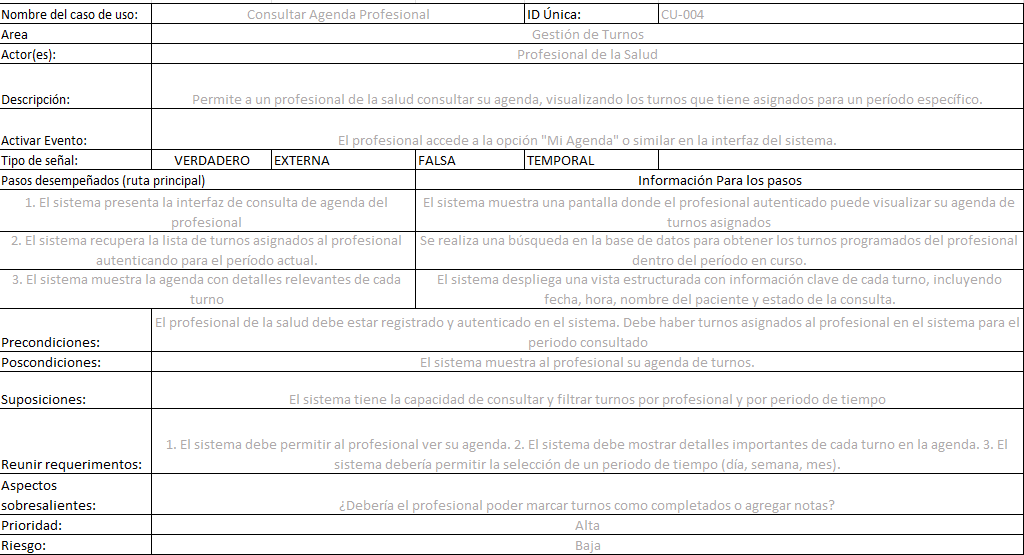 Nombre del caso de uso: Consultar Agenda Profesional ID Única: CU-004
Area Gestión de Turnos
Actor(es): Profesional de la Salud
Descripción: Permite a un profesional de la salud consultar su agenda, visualizando los turnos que tiene asignados para un período específico.
Activar Evento: El profesional accede a la opción "Mi Agenda" o similar en la interfaz del sistema.
Tipo de señal: VERDADERO EXTERNA FALSA TEMPORAL
Pasos desempeñados (ruta principal) Información Para los pasos
1. El sistema presenta la interfaz de consulta de agenda del
profesional
El sistema muestra una pantalla donde el profesional autenticado puede visualizar su agenda de
turnos asignados
2. El sistema recupera la lista de turnos asignados al profesional
autenticando para el período actual.
Se realiza una búsqueda en la base de datos para obtener los turnos programados del profesional
dentro del período en curso.
3. El sistema muestra la agenda con detalles relevantes de cada
turno
El sistema despliega una vista estructurada con información clave de cada turno, incluyendo
fecha, hora, nombre del paciente y estado de la consulta.
El profesional de la salud debe estar registrado y autenticado en el sistema. Debe haber turnos asignados al profesional en el sistema para el
Precondiciones: periodo consultado
Poscondiciones: El sistema muestra al profesional su agenda de turnos.
Suposiciones: El sistema tiene la capacidad de consultar y filtrar turnos por profesional y por periodo de tiempo
1. El sistema debe permitir al profesional ver su agenda. 2. El sistema debe mostrar detalles importantes de cada turno en la agenda. 3. El
Reunir requerimentos: sistema debería permitir la selección de un periodo de tiempo (día, semana, mes).
Aspectos
sobresalientes: ¿Debería el profesional poder marcar turnos como completados o agregar notas?
Prioridad: Alta
Riesgo: Baja